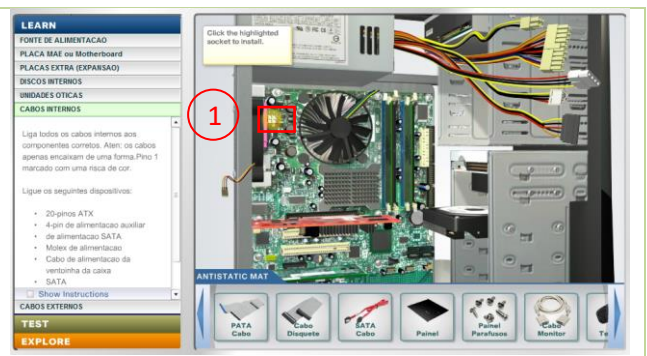 LEARN
FONTE DE ALIMENTACAO
PLACA MAE ou Motherboard
PLACAS EXTRA (EXPANSAO)
DISCOS INTERNOS
UNIDADES OTICAS
CABOS INTERNOS
Liga todos os cabos internos aos
componentes corretos. Aten: os cabos
apenas encaixam de uma forma.Pino 1
marcado com uma risca de cor.
Ligue os seguintes dispositivos:
• 20-pinos ATX
• 4-pin de alimentacao auxiliar
• de alimentacao SATA
• Molex de alimentacao
• Cabo de alimentacao da
ventoinha da caixa
• SATA
Show Instructions
CABOS EXTERNOS
TEST
EXPLORE
Click the highlighted
socket to install.
1
ANTISTATIC MAT
PATA
Cabo
Cabo
Disquete
SATA
Cabo
Painel
Painel
Parafusos
Cabo
Monitor